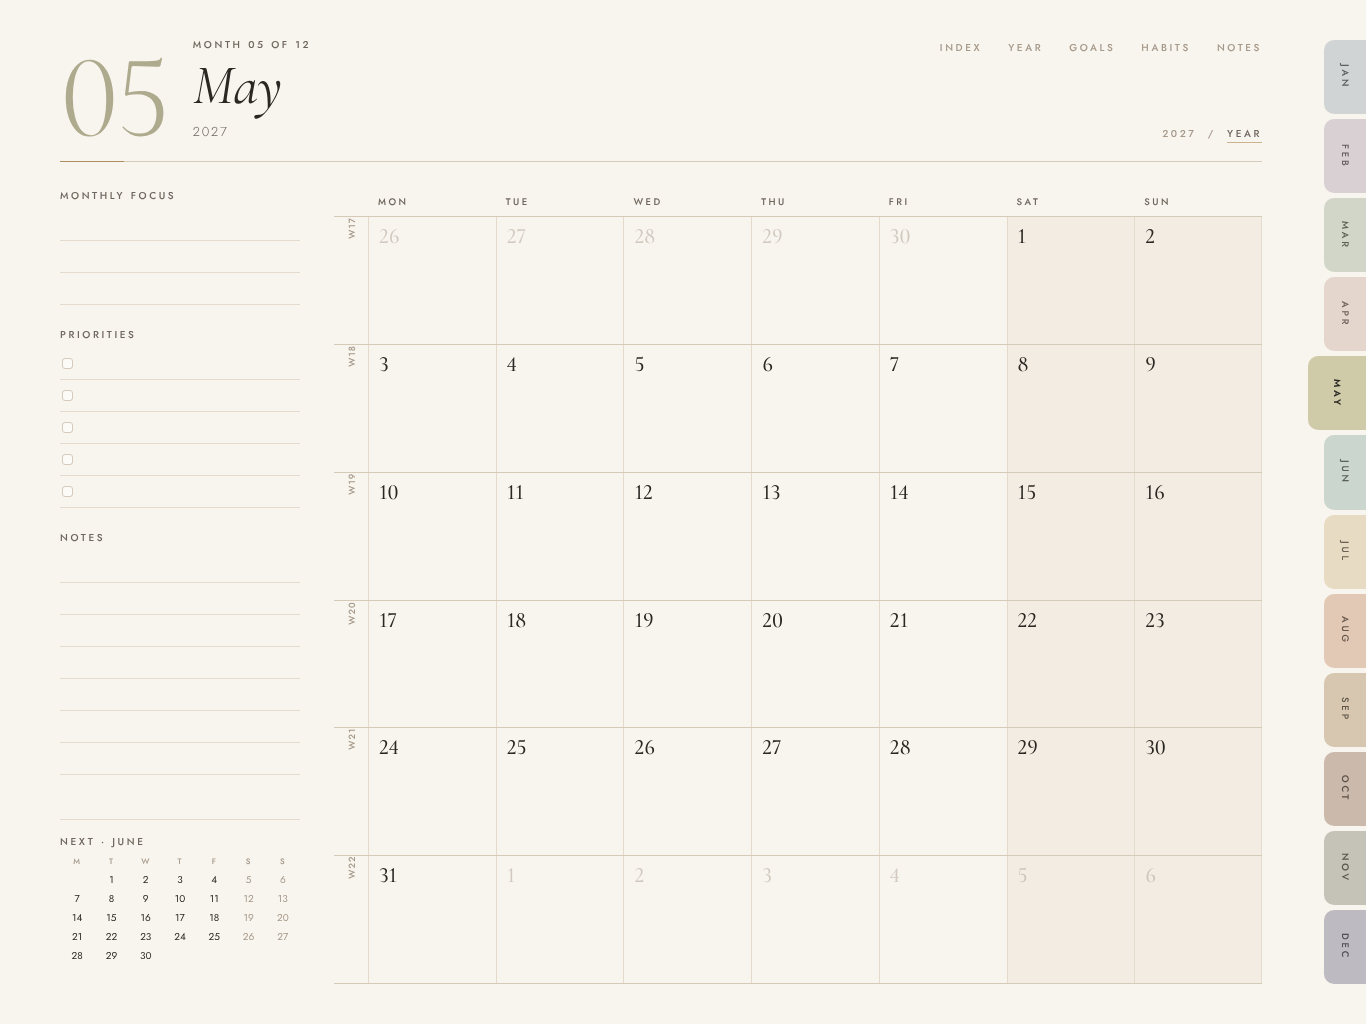 05
MONTH 05 OF 12
May
2027
INDEX YEAR GOALS HABITS NOTES
2027 / YEAR
MONTHLY FOCUS
PRIORITIES
NOTES
NEXT · JUNE
M T W T F S S
1 2 3 4 5 6
7 8 9 10 11 12 13
14 15 16 17 18 19 20
21 22 23 24 25 26 27
28 29 30
MON TUE WED THU FRI SAT SUN
W17 26 27 28 29 30 1 2
W18 3 4 5 6 7 8 9
W19 10 11 12 13 14 15 16
W20 17 18 19 20 21 22 23
W21 24 25 26 27 28 29 30
W22 31 1 2 3 4 5 6
JAN
FEB
MAR
APR
MAY
JUN
JUL
AUG
SEP
OCT
NOV
DEC